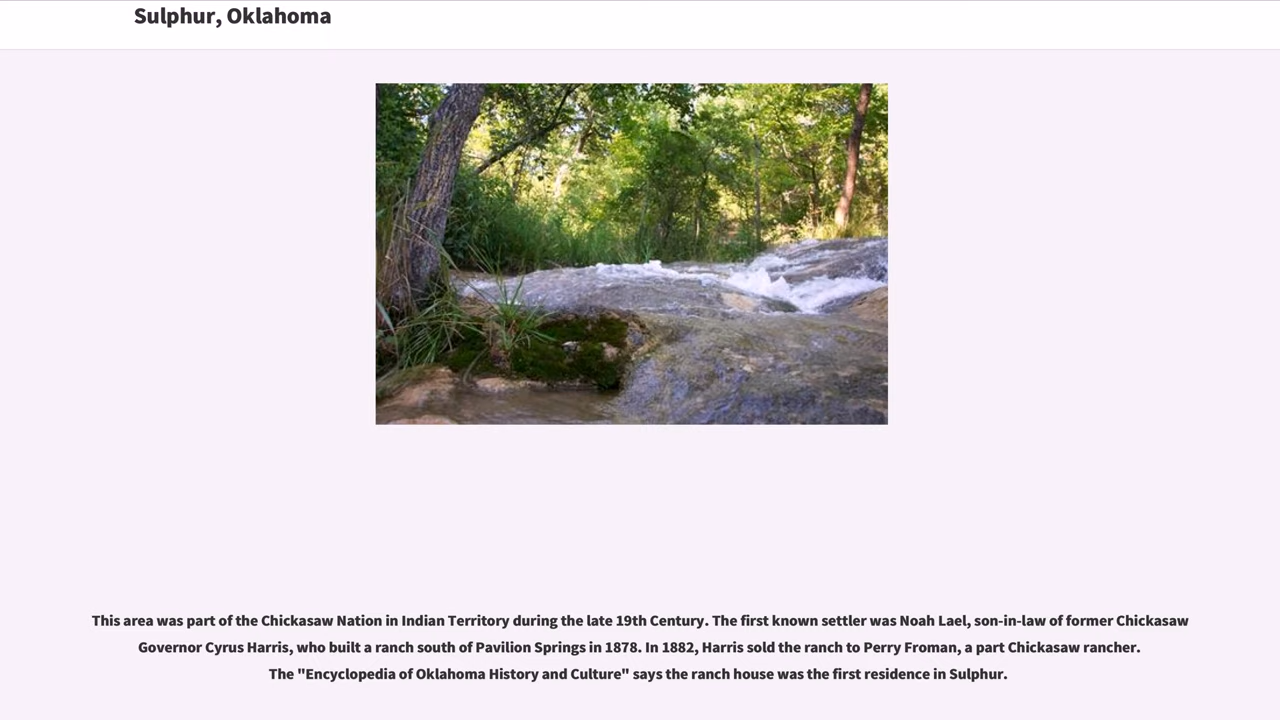 Sulphur, Oklahoma
This area was part of the Chickasaw Nation in Indian Territory during the late 19th Century. The first known settler was Noah Lael, son-in-law of former Chickasaw
Governor Cyrus Harris, who built a ranch south of Pavilion Springs in 1878. In 1882, Harris sold the ranch to Perry Froman, a part Chickasaw rancher.
The "Encyclopedia of Oklahoma History and Culture" says the ranch house was the first residence in Sulphur.